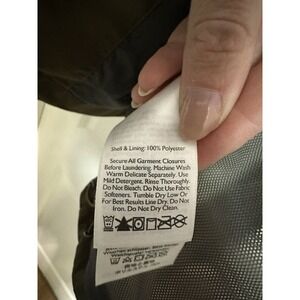 Shell & Lining: 100% Polyester
Secure All Garment Closures
Before Laundering. Machine Wash
Warm Delicate Separately. Use
Mild Detergent. Rinse Thoroughly.
Do Not Bleach. Do Not Use Fabric
Softeners. Tumble Dry Low Or
For Best Results Line Dry. Do Not
Iron. Do Not Dry Clean.